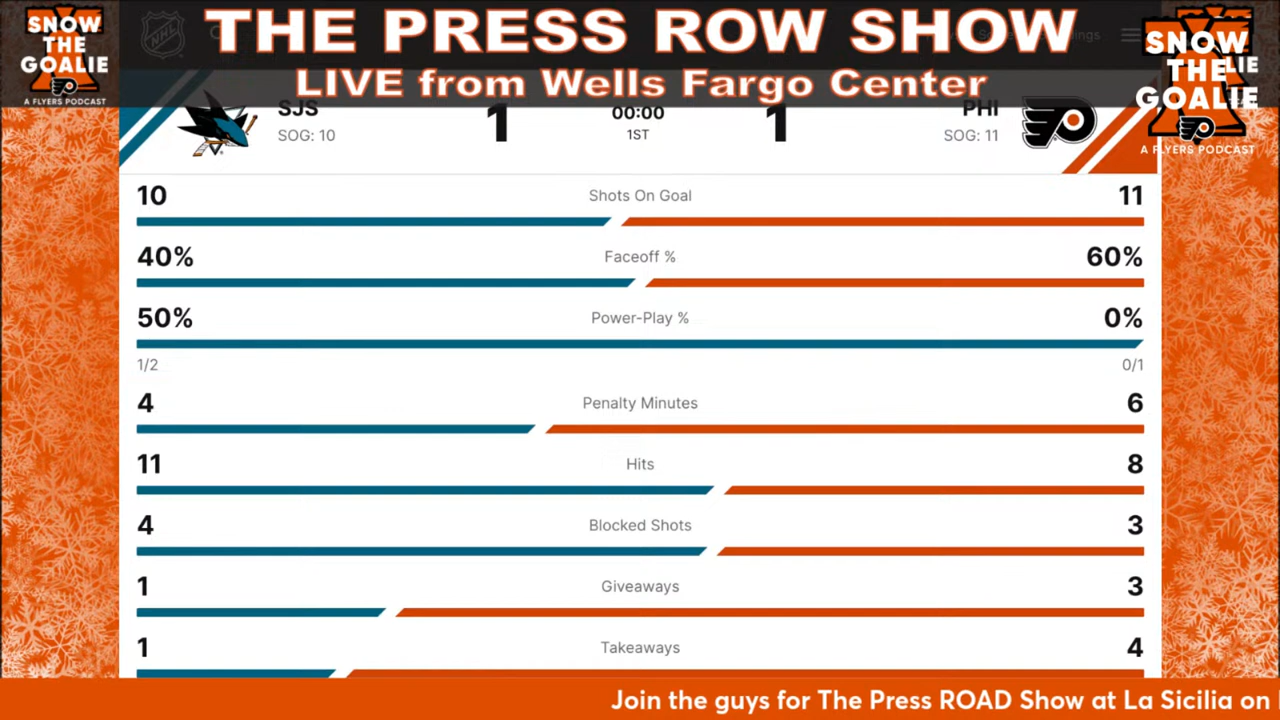 SNOW
THE
GOALIE
A FLYERS PODCAST
NHL
THE PRESS ROW SHOW
LIVE from Wells Fargo Center
SNOW
THE
GOALIE
A FLYERS PODCAST
SJS
SOG: 10
1
00:00
1ST
1
PHI
SOG: 11
10 Shots On Goal 11
40% Faceoff % 60%
50% Power-Play % 0%
1/2 0/1
4 Penalty Minutes 6
11 Hits 8
4 Blocked Shots 3
1 Giveaways 3
1 Takeaways 4
Join the guys for The Press ROAD Show at La Sicilia on